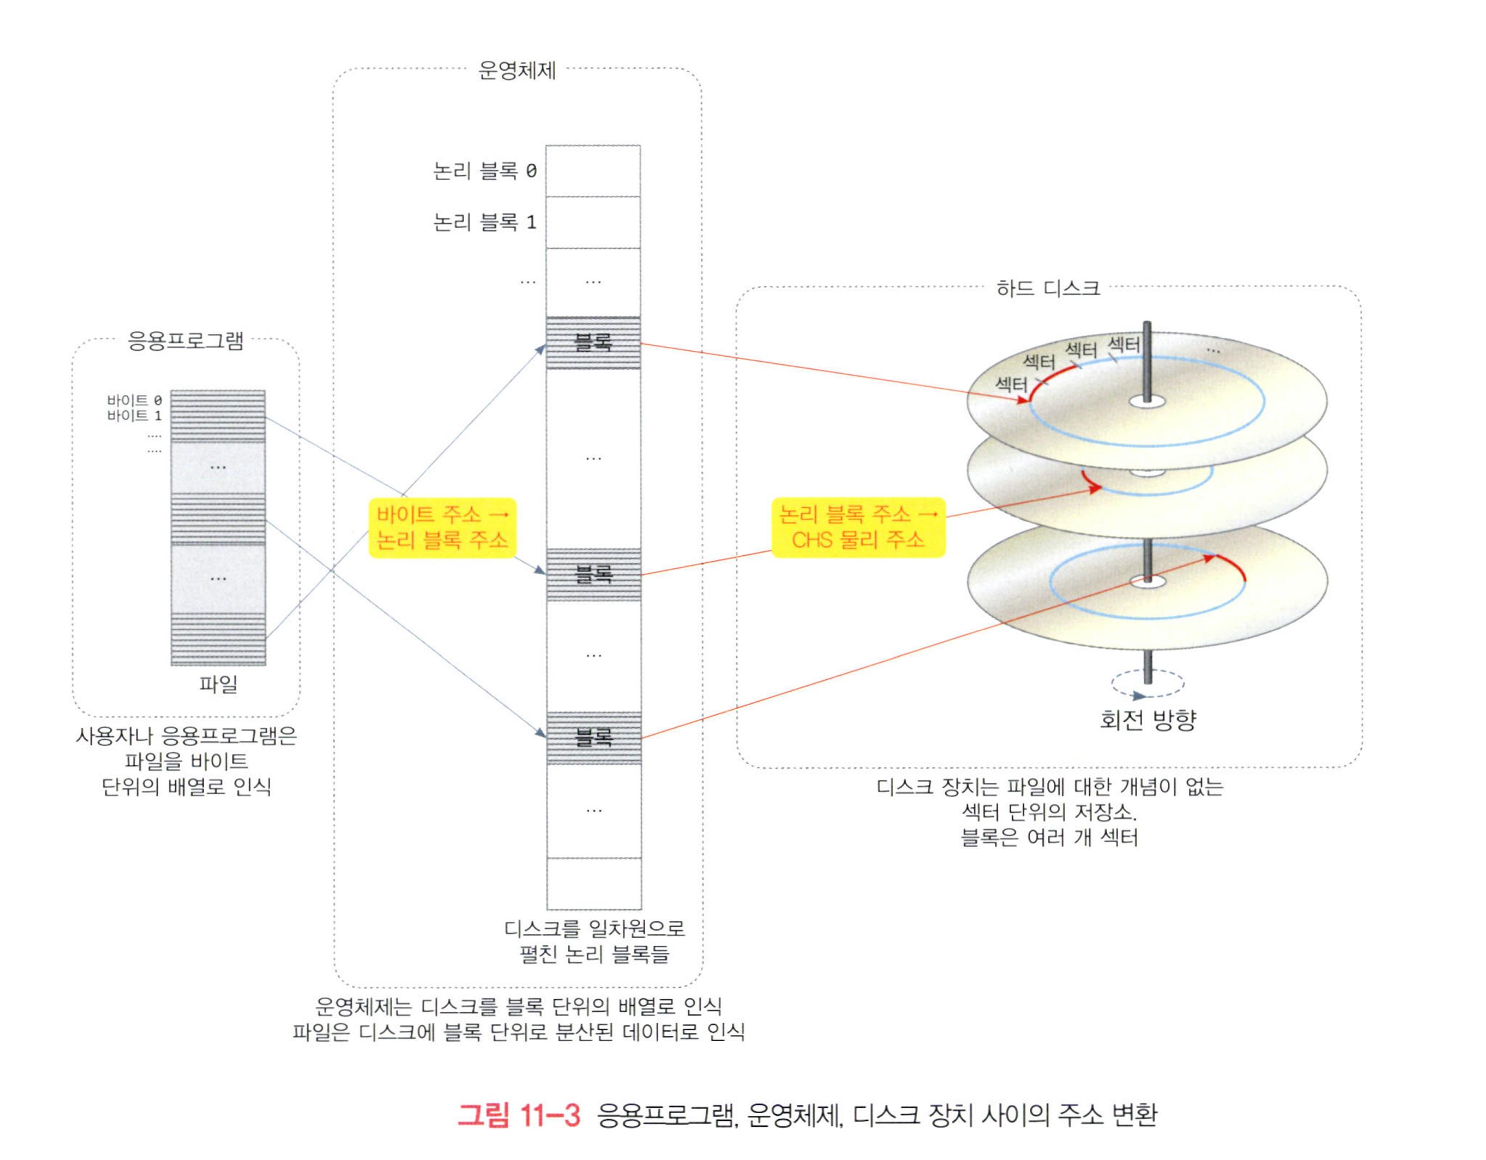 운영체제
논리 블록 0
논리 블록 1
... ...
블록
...
블록
...
블록
...
디스크를 일차원으로
펼친 논리 블록들
응용프로그램
바이트 0
바이트 1
....
....
...
...
파일
사용자나 응용프로그램은
파일을 바이트
단위의 배열로 인식
바이트 주소 →
논리 블록 주소
논리 블록 주소 →
CHS 물리 주소
하드 디스크
섹터 섹터 섹터 섹터 ...
회전 방향
디스크 장치는 파일에 대한 개념이 없는
섹터 단위의 저장소.
블록은 여러 개 섹터
운영체제는 디스크를 블록 단위의 배열로 인식
파일은 디스크에 블록 단위로 분산된 데이터로 인식
그림 11-3 응용프로그램, 운영체제, 디스크 장치 사이의 주소 변환